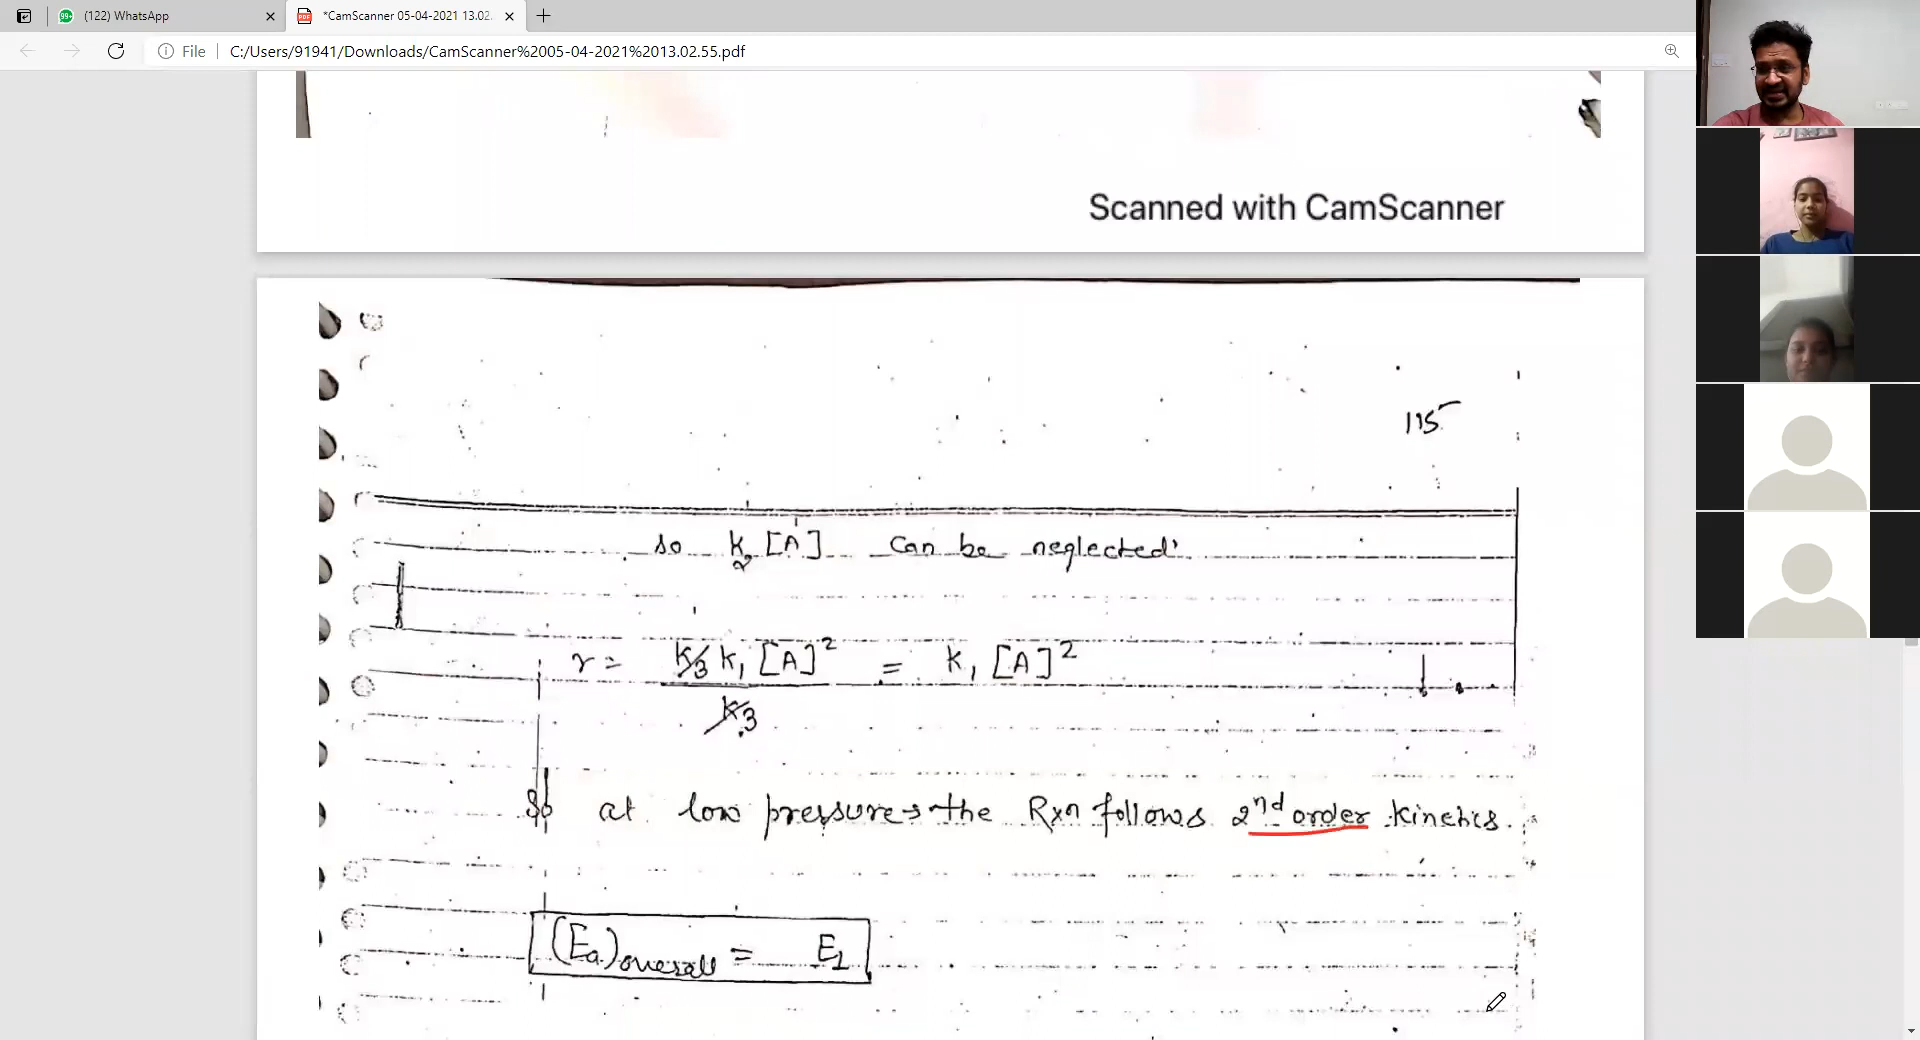 (122) WhatsApp
*CamScanner 05-04-2021 13.02.
File C:/Users/91941/Downloads/CamScanner%2005-04-2021%2013.02.55.pdf
Scanned with CamScanner
115
so k₂ [A] can be neglected
r = k₃ k₁ [A]² / k₃ = k₁ [A]²
So at low pressures the Rxn follows 2nd order kinetics.
(Ea)overall = E₁